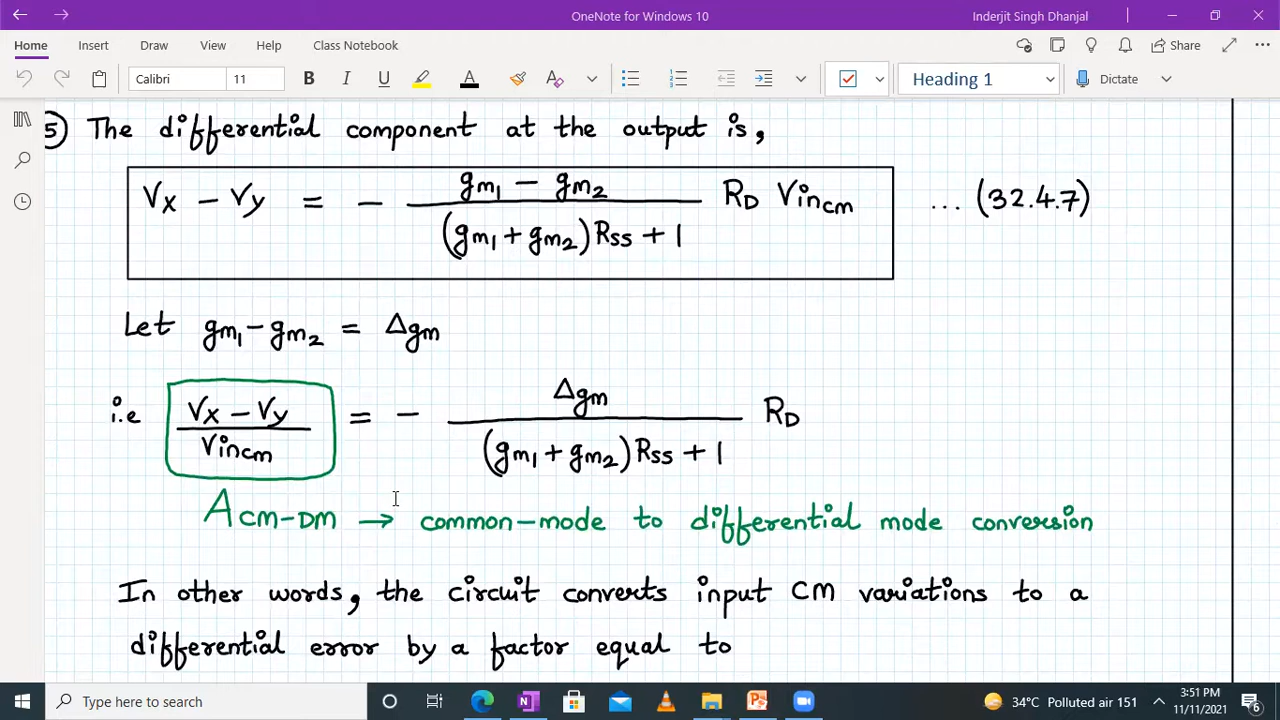 OneNote for Windows 10
Inderjit Singh Dhanjal
Home Insert Draw View Help Class Notebook
Share
Calibri 11 B I U A Heading 1 Dictate
5) The differential component at the output is,
Vx - Vy = - (gm1 - gm2) / ((gm1 + gm2)Rss + 1) RD Vincm ... (32.4.7)
Let gm1 - gm2 = Δgm
i.e (Vx - Vy) / Vincm = - Δgm / ((gm1 + gm2)Rss + 1) RD
ACM-DM → common-mode to differential mode conversion
In other words, the circuit converts input CM variations to a
differential error by a factor equal to
Type here to search
34°C Polluted air 151
3:51 PM
11/11/2021
6